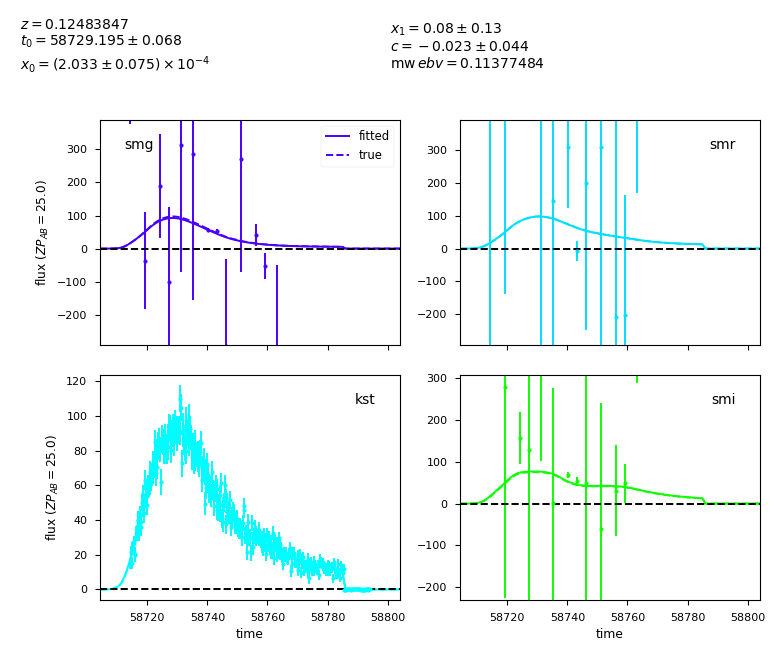 z = 0.12483847
t₀ = 58729.195 ± 0.068
x₀ = (2.033 ± 0.075) × 10⁻⁴
x₁ = 0.08 ± 0.13
c = −0.023 ± 0.044
mw ebv = 0.11377484
smg
fitted
true
300
200
100
0
−100
−200
flux (ZP_AB = 25.0)
smr
300
200
100
0
−100
−200
kst
120
100
80
60
40
20
0
flux (ZP_AB = 25.0)
58720 58740 58760 58780 58800
time
smi
300
200
100
0
−100
−200
58720 58740 58760 58780 58800
time